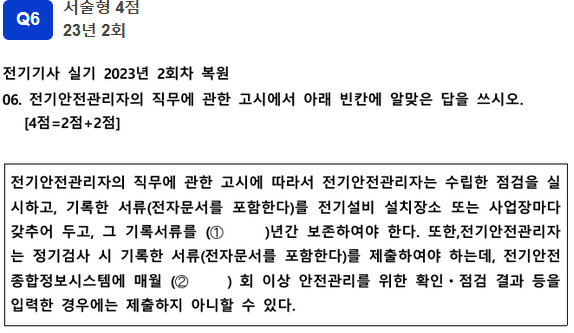 Q6
서술형 4점
23년 2회
전기기사 실기 2023년 2회차 복원
06. 전기안전관리자의 직무에 관한 고시에서 아래 빈칸에 알맞은 답을 쓰시오.
[4점=2점+2점]
전기안전관리자의 직무에 관한 고시에 따라서 전기안전관리자는 수립한 점검을 실
시하고, 기록한 서류(전자문서를 포함한다)를 전기설비 설치장소 또는 사업장마다
갖추어 두고, 그 기록서류를 (① )년간 보존하여야 한다. 또한,전기안전관리자
는 정기검사 시 기록한 서류(전자문서를 포함한다)를 제출하여야 하는데, 전기안전
종합정보시스템에 매월 (② ) 회 이상 안전관리를 위한 확인・점검 결과 등을
입력한 경우에는 제출하지 아니할 수 있다.